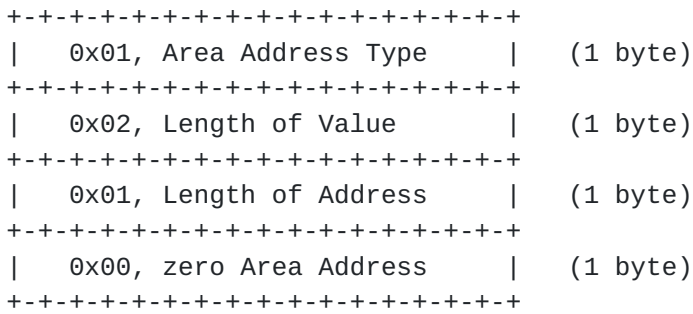 +-+-+-+-+-+-+-+-+-+-+-+-+-+-+-+-+
|   0x01, Area Address Type     |   (1 byte)
+-+-+-+-+-+-+-+-+-+-+-+-+-+-+-+-+
|   0x02, Length of Value       |   (1 byte)
+-+-+-+-+-+-+-+-+-+-+-+-+-+-+-+-+
|   0x01, Length of Address     |   (1 byte)
+-+-+-+-+-+-+-+-+-+-+-+-+-+-+-+-+
|   0x00, zero Area Address     |   (1 byte)
+-+-+-+-+-+-+-+-+-+-+-+-+-+-+-+-+